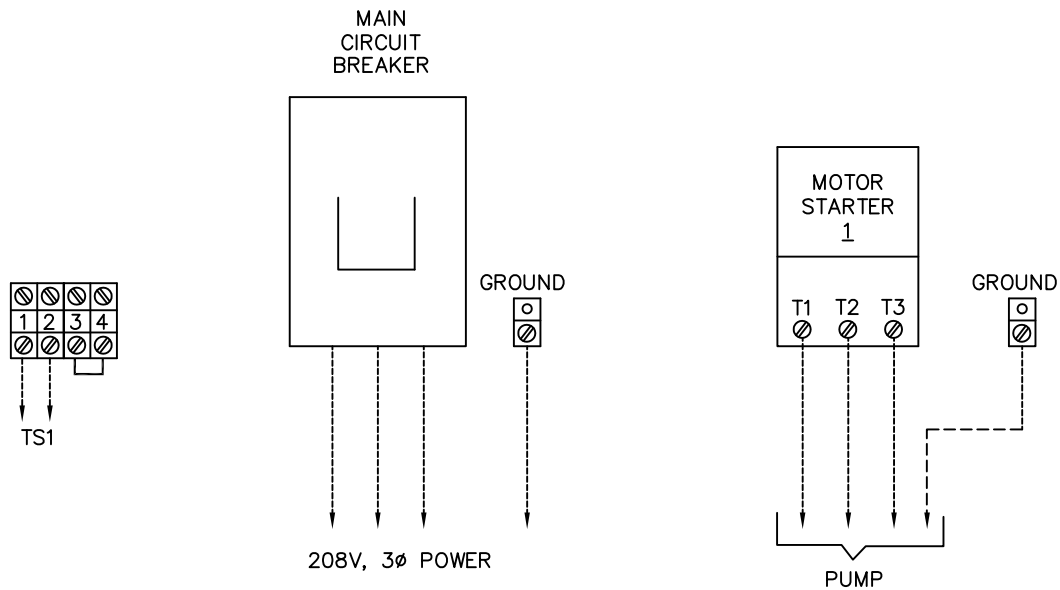 MAIN
CIRCUIT
BREAKER
MOTOR
STARTER
1
GROUND
GROUND
T1 T2 T3
1 2 3 4
TS1
208V, 3ø POWER
PUMP